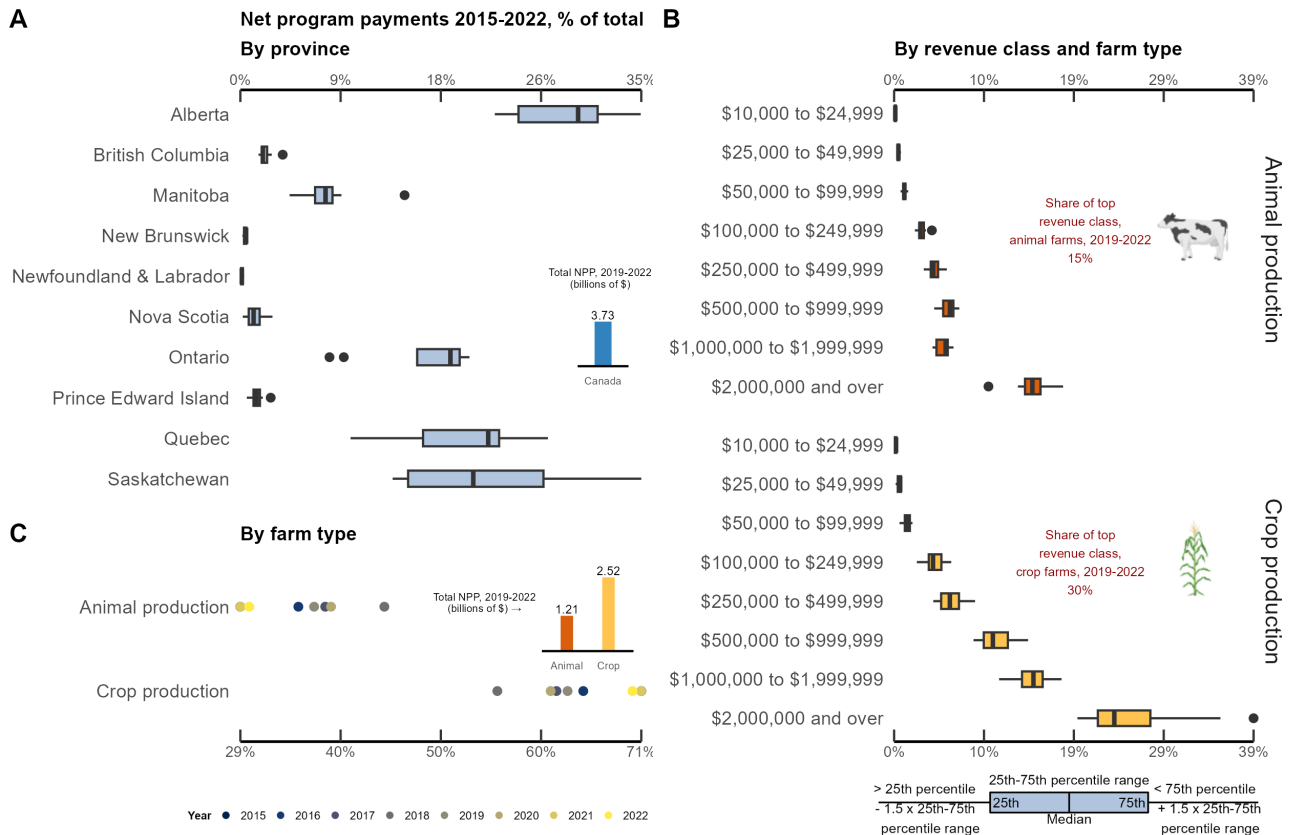 A
Net program payments 2015-2022, % of total
By province
0% 9% 18% 26% 35%
Alberta
British Columbia
Manitoba
New Brunswick
Newfoundland & Labrador
Nova Scotia
Ontario
Prince Edward Island
Quebec
Saskatchewan
Total NPP, 2019-2022
(billions of $)
3.73
Canada
B
By revenue class and farm type
0% 10% 19% 29% 39%
$10,000 to $24,999
$25,000 to $49,999
$50,000 to $99,999
$100,000 to $249,999
$250,000 to $499,999
$500,000 to $999,999
$1,000,000 to $1,999,999
$2,000,000 and over
Share of top
revenue class,
animal farms, 2019-2022
15%
Animal production
$10,000 to $24,999
$25,000 to $49,999
$50,000 to $99,999
$100,000 to $249,999
$250,000 to $499,999
$500,000 to $999,999
$1,000,000 to $1,999,999
$2,000,000 and over
Share of top
revenue class,
crop farms, 2019-2022
30%
Crop production
0% 10% 19% 29% 39%
C
By farm type
Animal production
Crop production
Total NPP, 2019-2022
(billions of $) →
1.21
2.52
Animal Crop
29% 40% 50% 60% 71%
Year 2015 2016 2017 2018 2019 2020 2021 2022
25th-75th percentile range
> 25th percentile
- 1.5 x 25th-75th
percentile range
25th
75th
Median
< 75th percentile
+ 1.5 x 25th-75th
percentile range